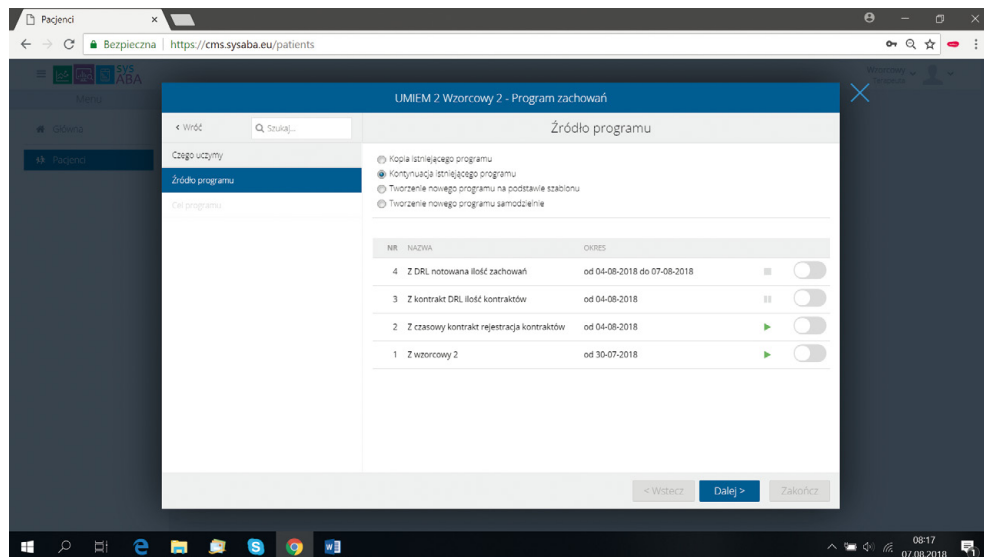 Pacjenci
Bezpieczna https://cms.sysaba.eu/patients
SYS
ABA
Wzorcowy
Menu
UMIEM 2 Wzorcowy 2 - Program zachowań
Główna
Pacjenci
< Wróć
Szukaj...
Źródło programu
Czego uczymy
Źródło programu
Cel programu
Kopia istniejącego programu
Kontynuacja istniejącego programu
Tworzenie nowego programu na podstawie szablonu
Tworzenie nowego programu samodzielnie
NR NAZWA OKRES
4 Z DRL notowana ilość zachowań od 04-08-2018 do 07-08-2018
3 Z kontrakt DRL ilość kontraktów od 04-08-2018
2 Z czasowy kontrakt rejestracja kontraktów od 04-08-2018
1 Z wzorcowy 2 od 30-07-2018
< Wstecz Dalej > Zakończ
08:17
07.08.2018